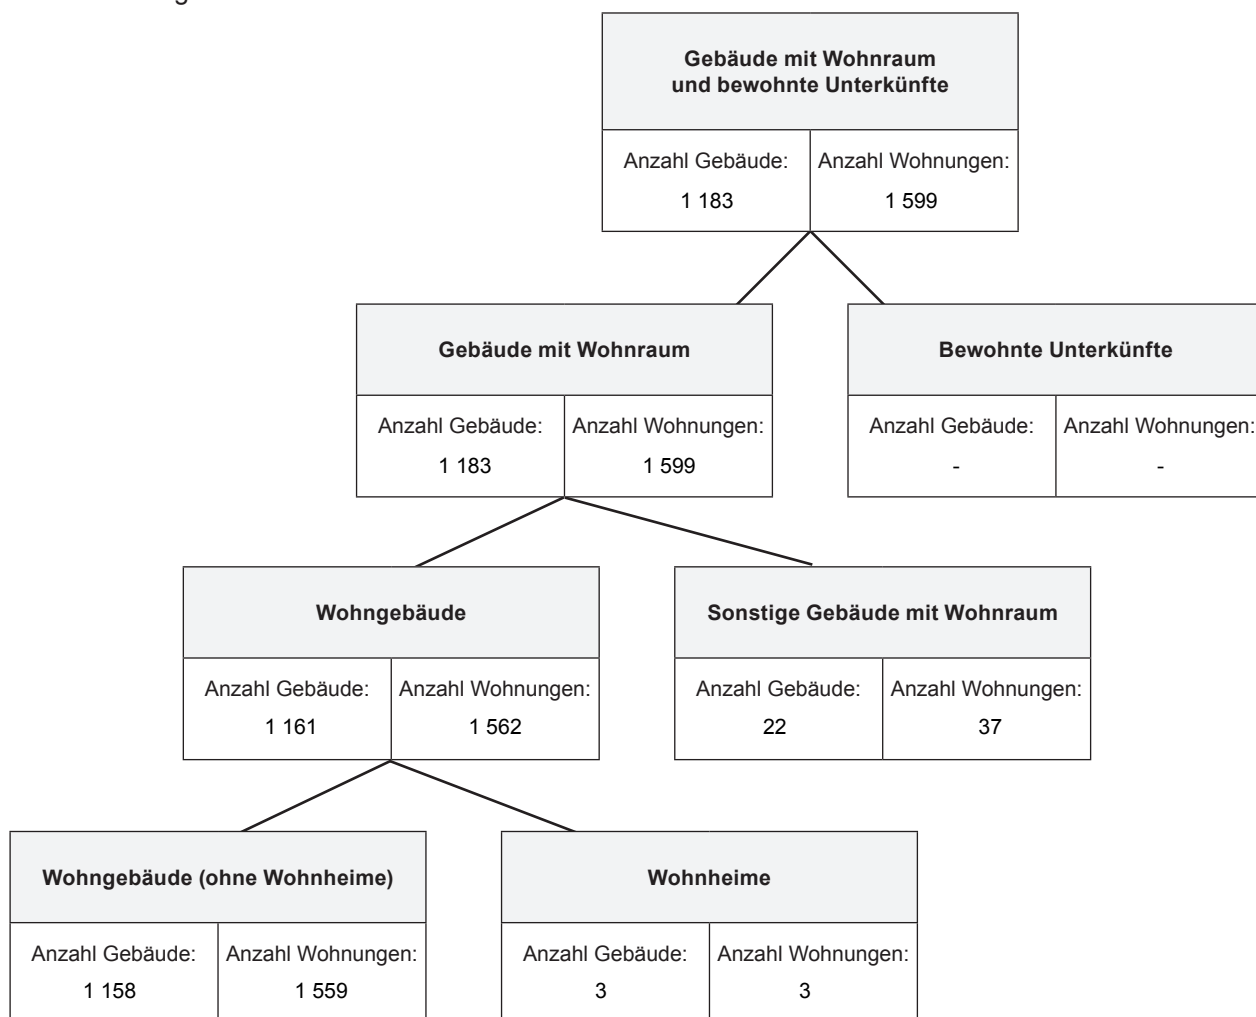 Gebäude mit Wohnraum
und bewohnte Unterkünfte
Anzahl Gebäude: Anzahl Wohnungen:
1 183 1 599
Gebäude mit Wohnraum Bewohnte Unterkünfte
Anzahl Gebäude: Anzahl Wohnungen: Anzahl Gebäude: Anzahl Wohnungen:
1 183 1 599 - -
Wohngebäude Sonstige Gebäude mit Wohnraum
Anzahl Gebäude: Anzahl Wohnungen: Anzahl Gebäude: Anzahl Wohnungen:
1 161 1 562 22 37
Wohngebäude (ohne Wohnheime) Wohnheime
Anzahl Gebäude: Anzahl Wohnungen: Anzahl Gebäude: Anzahl Wohnungen:
1 158 1 559 3 3